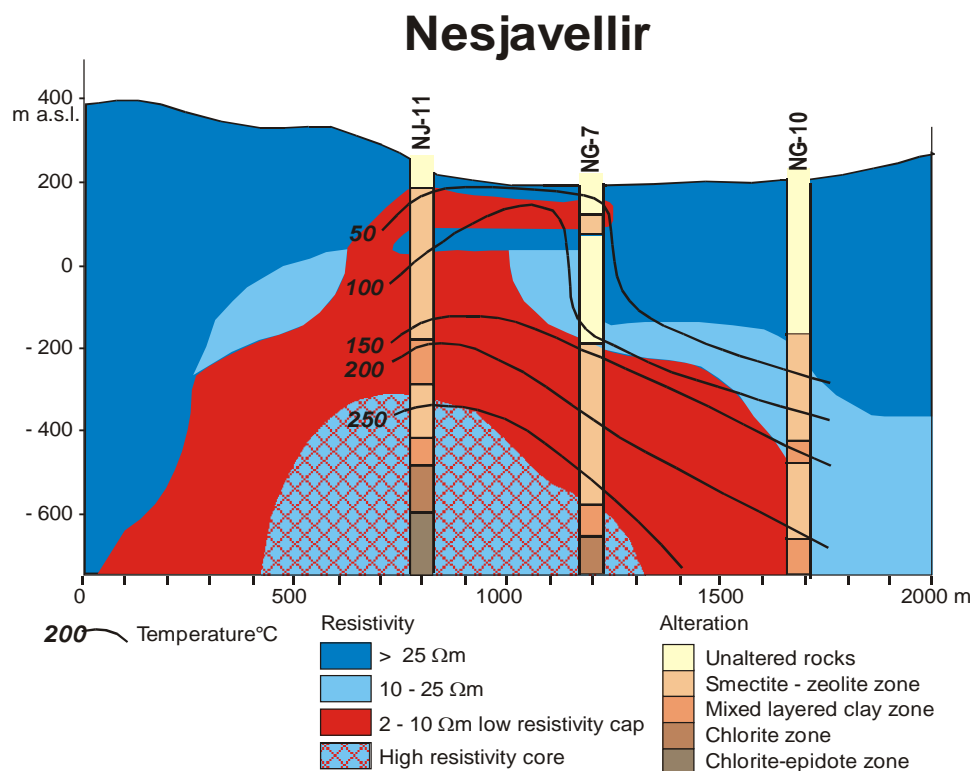 Nesjavellir
400
m a.s.l.
200
0
- 200
- 400
- 600
NJ-11
NG-7
NG-10
50
100
150
200
250
0
500
1000
1500
2000 m
200 Temperature°C
Resistivity
> 25 Ωm
10 - 25 Ωm
2 - 10 Ωm low resistivity cap
High resistivity core
Alteration
Unaltered rocks
Smectite - zeolite zone
Mixed layered clay zone
Chlorite zone
Chlorite-epidote zone